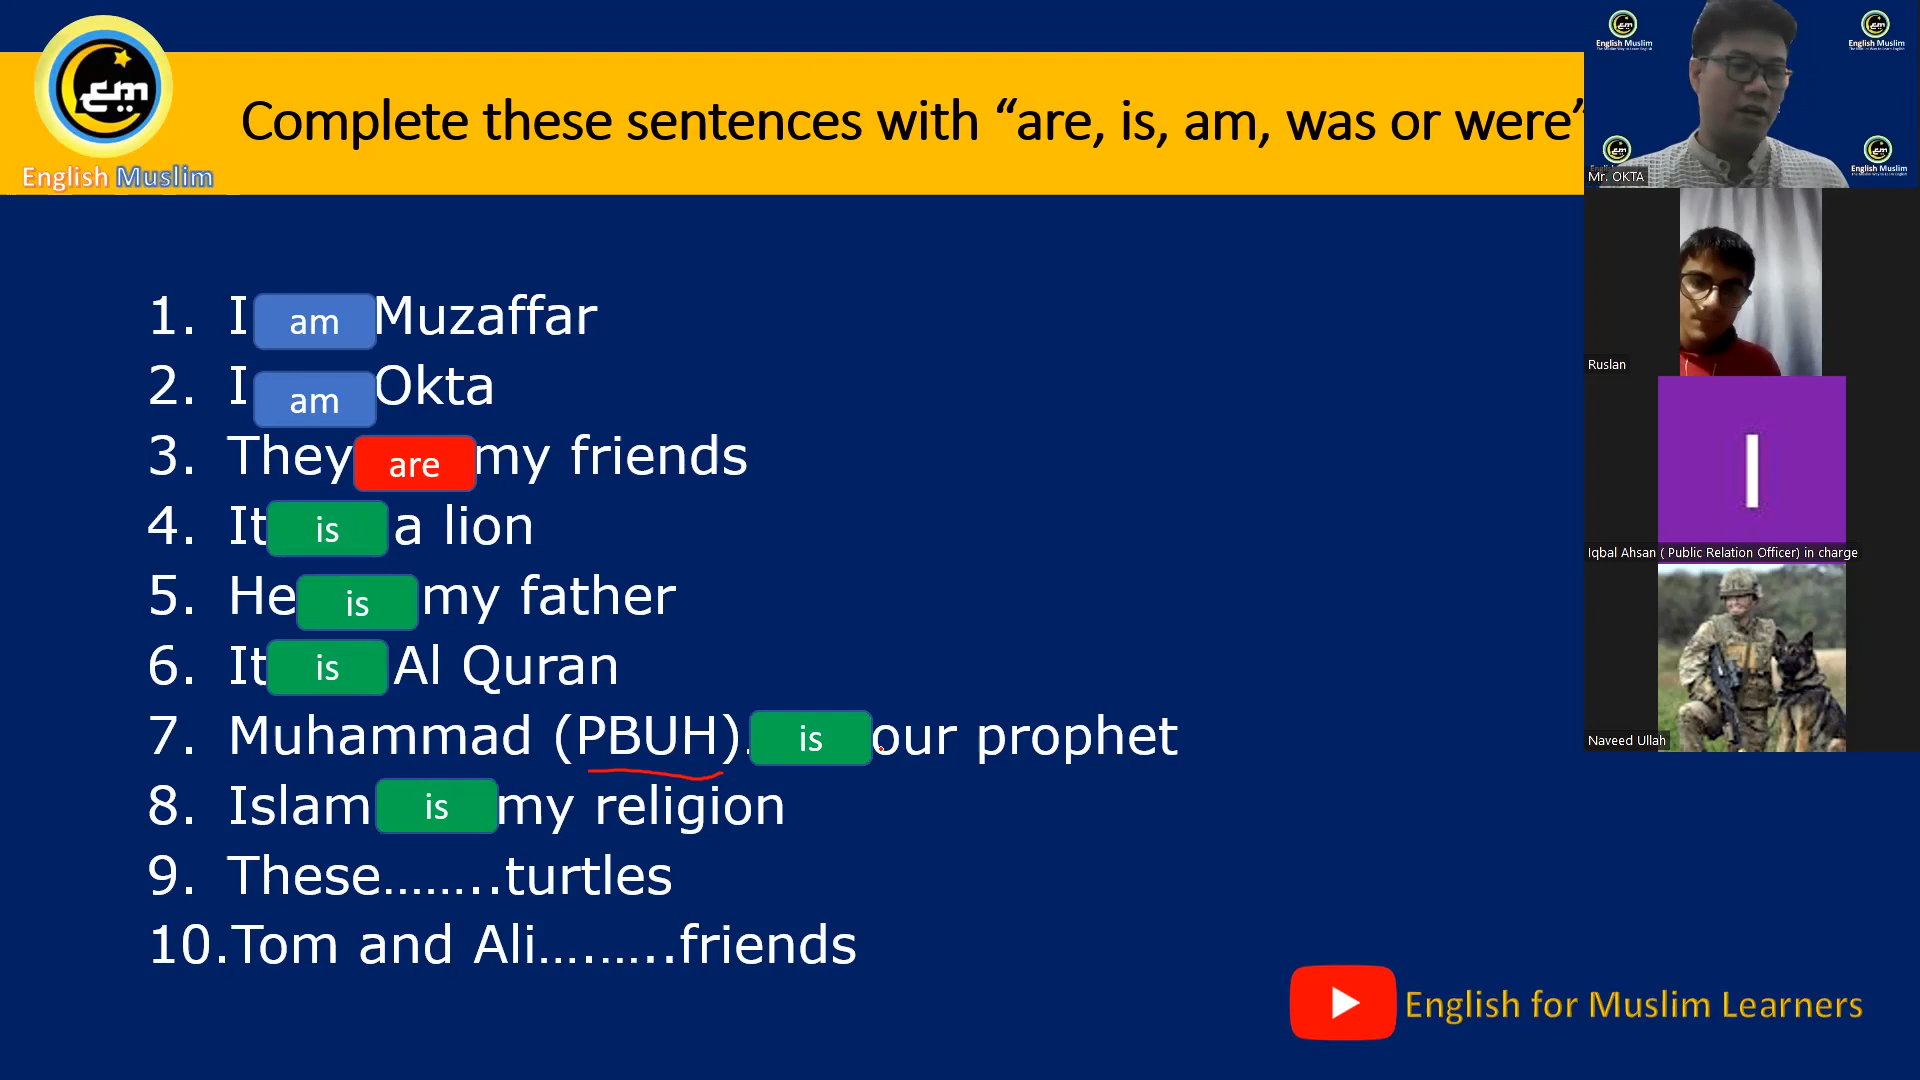 English Muslim
Complete these sentences with “are, is, am, was or were”
1. I am Muzaffar
2. I am Okta
3. They are my friends
4. It is a lion
5. He is my father
6. It is Al Quran
7. Muhammad (PBUH). is our prophet
8. Islam is my religion
9. These……..turtles
10.Tom and Ali….…..friends
English for Muslim Learners
English Muslim
English Muslim
English Muslim
Mr. OKTA
Ruslan
I
Iqbal Ahsan ( Public Relation Officer) in charge
Naveed Ullah